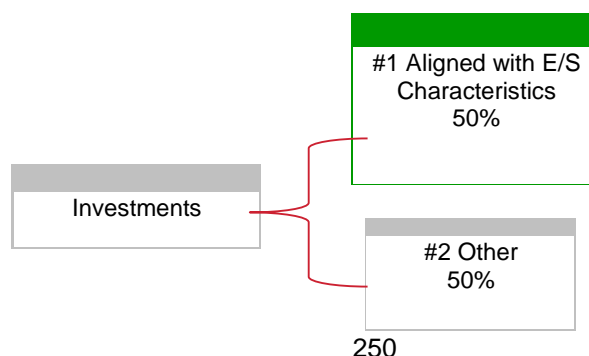 #1 Aligned with E/S
Characteristics
50%
Investments
#2 Other
50%
250